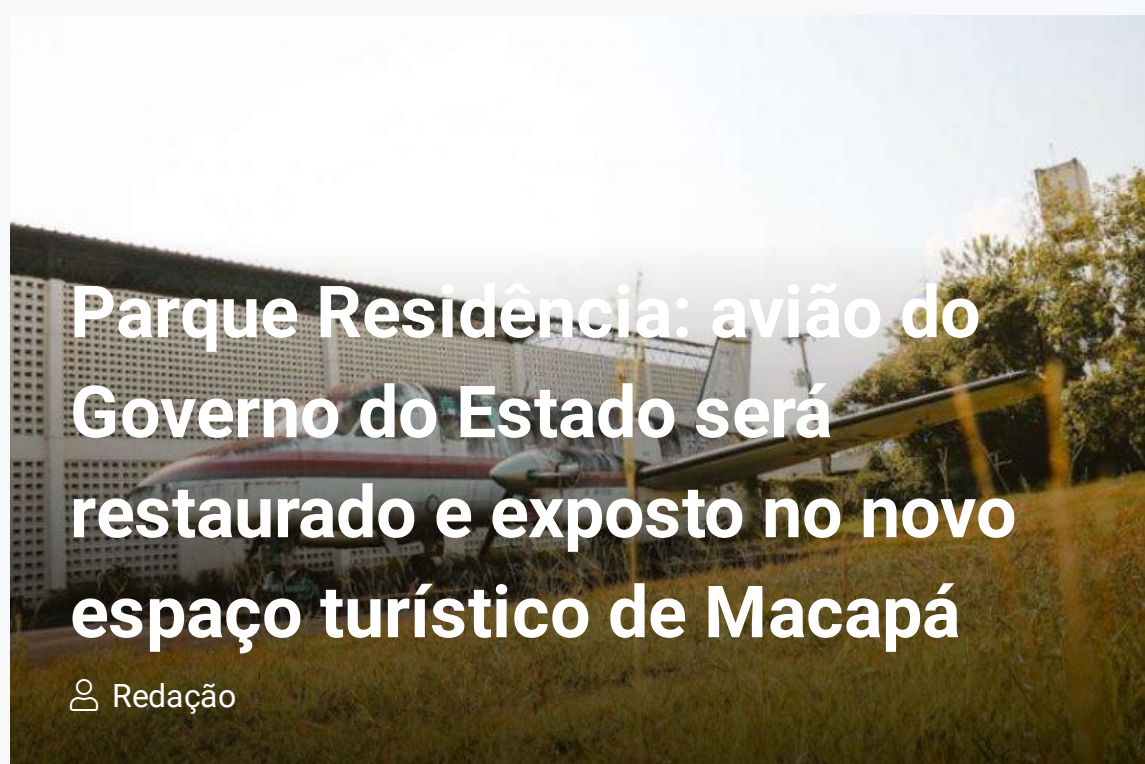 Parque Residência: avião do
Governo do Estado será
restaurado e exposto no novo
espaço turístico de Macapá
Redação